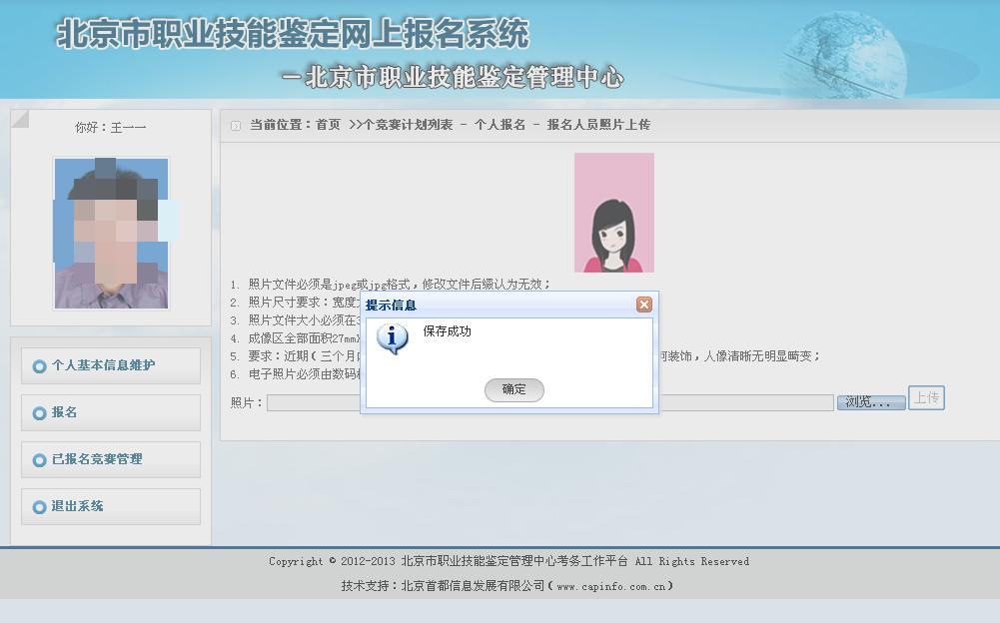 北京市职业技能鉴定网上报名系统
—北京市职业技能鉴定管理中心
你好：王一一
当前位置：首页 >>个竞赛计划列表 - 个人报名 - 报名人员照片上传
1. 照片文件必须是jpeg或jpg格式，修改文件后缀认为无效；
2. 照片尺寸要求：宽度
3. 照片文件大小必须在
4. 成像区全部面积27mm
5. 要求：近期（三个月 何装饰，人像清晰无明显畸变；
6. 电子照片必须由数码
照片： 浏览... 上传
提示信息
保存成功
确定
个人基本信息维护
报名
已报名竞赛管理
退出系统
Copyright © 2012-2013 北京市职业技能鉴定管理中心考务工作平台 All Rights Reserved
技术支持：北京首都信息发展有限公司（www.capinfo.com.cn）